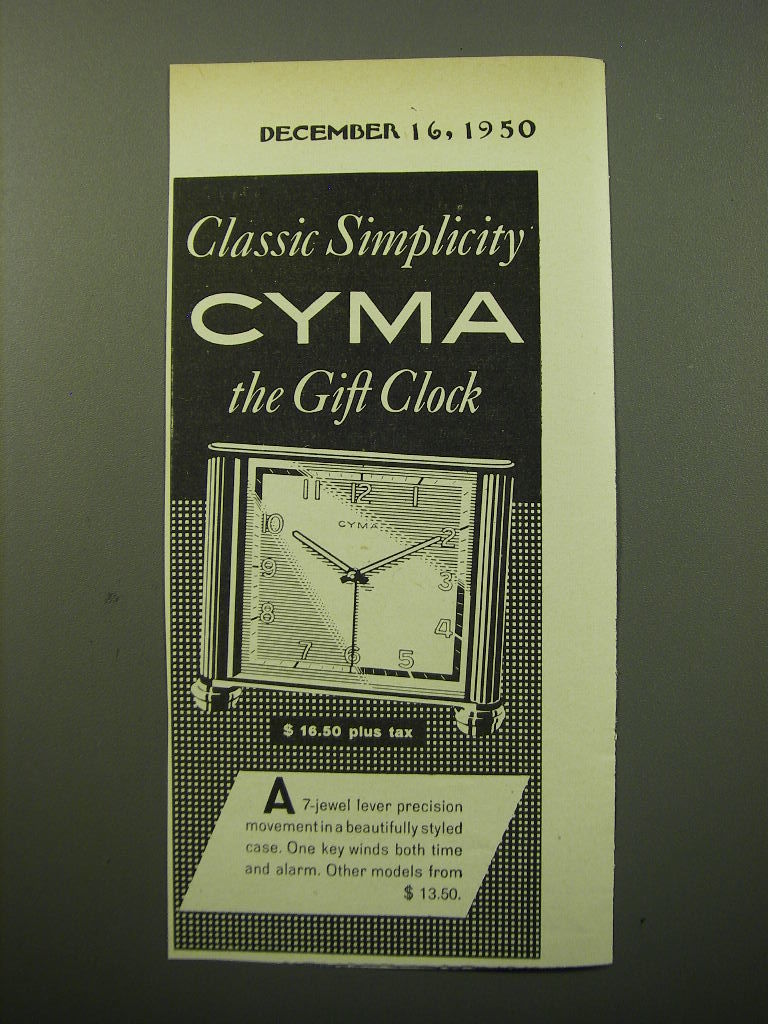 DECEMBER 16, 1950
Classic Simplicity
CYMA
the Gift Clock
11 12 1
10 CYMA 2
9 3
8 4
7 6 5
$ 16.50 plus tax
A 7-jewel lever precision
movement in a beautifully styled
case. One key winds both time
and alarm. Other models from
$ 13.50.